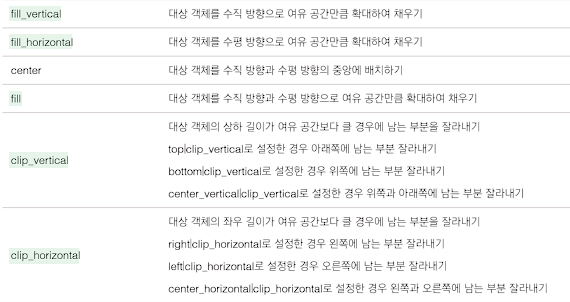 fill_vertical 대상 객체를 수직 방향으로 여유 공간만큼 확대하여 채우기
fill_horizontal 대상 객체를 수평 방향으로 여유 공간만큼 확대하여 채우기
center 대상 객체를 수직 방향과 수평 방향의 중앙에 배치하기
fill 대상 객체를 수직 방향과 수평 방향으로 여유 공간만큼 확대하여 채우기
clip_vertical
대상 객체의 상하 길이가 여유 공간보다 클 경우에 남는 부분을 잘라내기
top|clip_vertical로 설정한 경우 아래쪽에 남는 부분 잘라내기
bottom|clip_vertical로 설정한 경우 위쪽에 남는 부분 잘라내기
center_vertical|clip_vertical로 설정한 경우 위쪽과 아래쪽에 남는 부분 잘라내기
clip_horizontal
대상 객체의 좌우 길이가 여유 공간보다 클 경우에 남는 부분을 잘라내기
right|clip_horizontal로 설정한 경우 왼쪽에 남는 부분 잘라내기
left|clip_horizontal로 설정한 경우 오른쪽에 남는 부분 잘라내기
center_horizontal|clip_horizontal로 설정한 경우 왼쪽과 오른쪽에 남는 부분 잘라내기